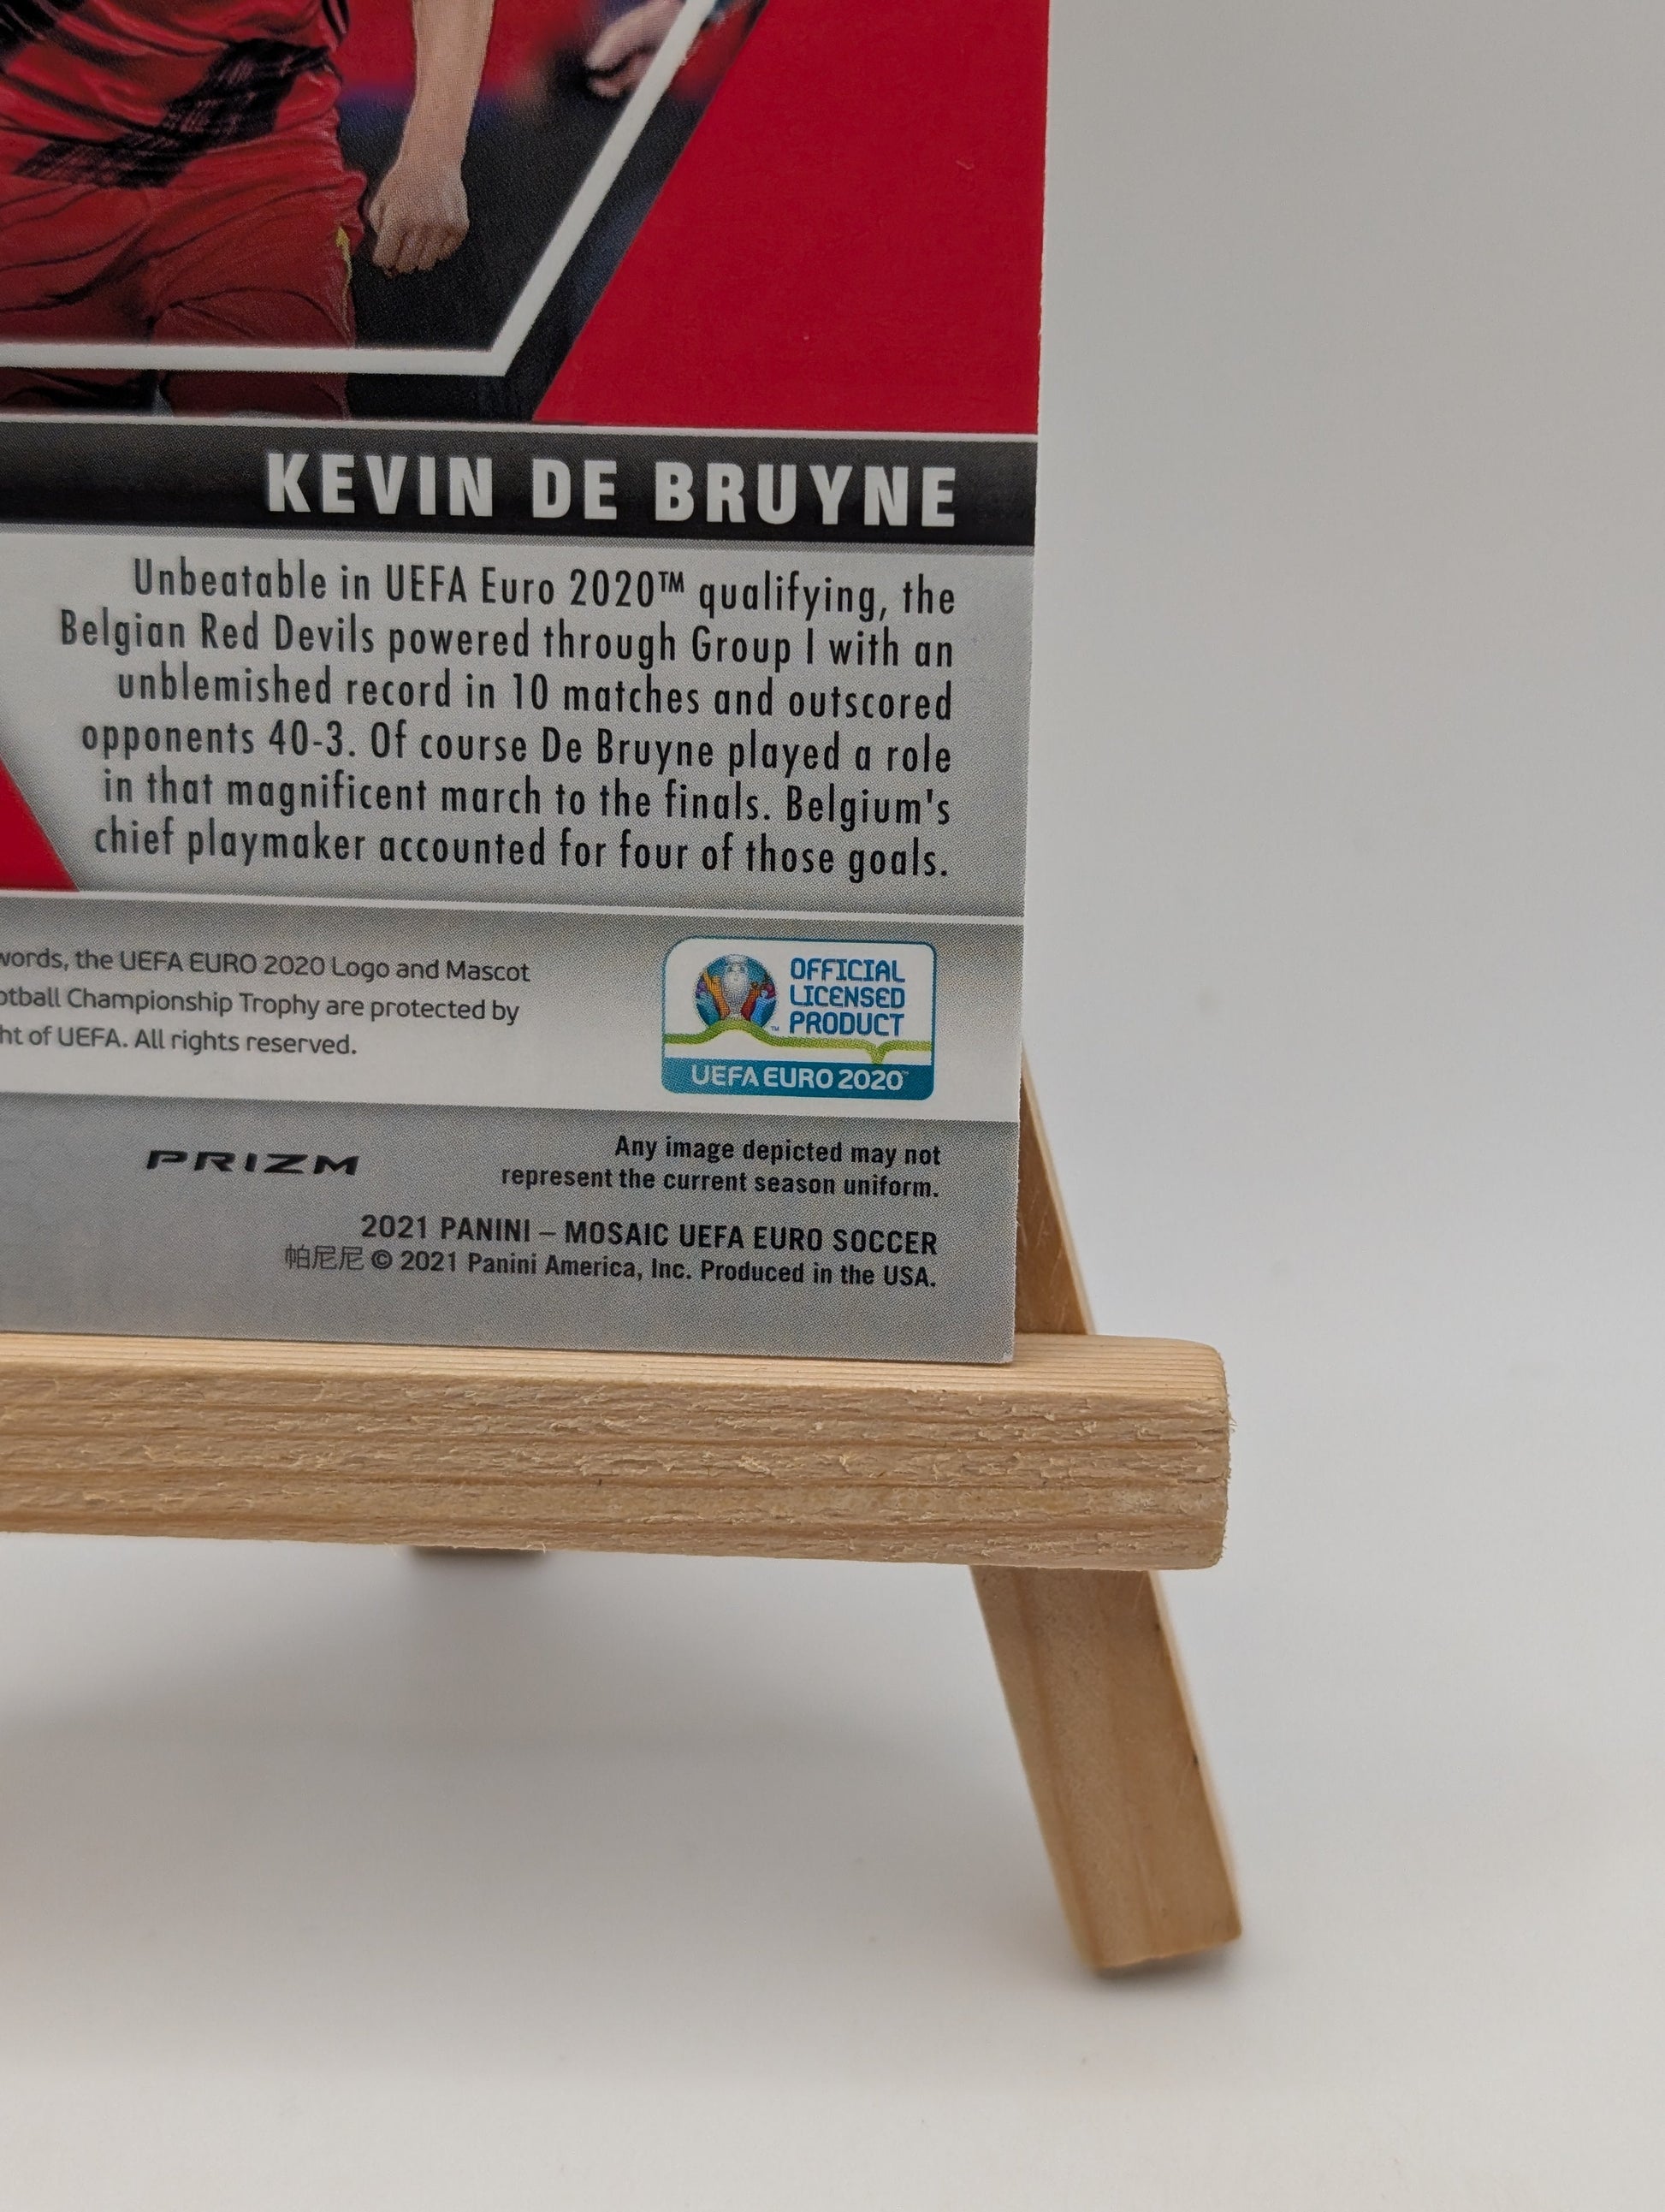 KEVIN DE BRUYNE
Unbeatable in UEFA Euro 2020™ qualifying, the
Belgian Red Devils powered through Group I with an
unblemished record in 10 matches and outscored
opponents 40-3. Of course De Bruyne played a role
in that magnificent march to the finals. Belgium's
chief playmaker accounted for four of those goals.
words, the UEFA EURO 2020 Logo and Mascot
Championship Trophy are protected by
of UEFA. All rights reserved.
OFFICIAL
LICENSED
PRODUCT
UEFA EURO 2020™
PRIZM
Any image depicted may not
represent the current season uniform.
2021 PANINI – MOSAIC UEFA EURO SOCCER
帕尼尼 © 2021 Panini America, Inc. Produced in the USA.